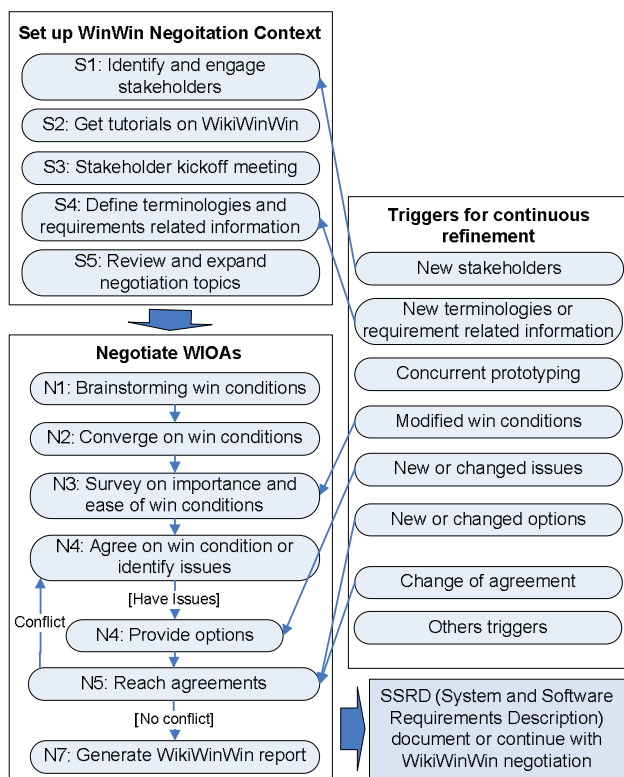 Set up WinWin Negoitation Context
S1: Identify and engage
stakeholders
S2: Get tutorials on WikiWinWin
S3: Stakeholder kickoff meeting
S4: Define terminologies and
requirements related information
S5: Review and expand
negotiation topics
Negotiate WIOAs
N1: Brainstorming win conditions
N2: Converge on win conditions
N3: Survey on importance and
ease of win conditions
N4: Agree on win condition or
identify issues
[Have Issues]
Conflict
N4: Provide options
N5: Reach agreements
[No conflict]
N7: Generate WikiWinWin report
Triggers for continuous
refinement
New stakeholders
New terminologies or
requirement related information
Concurrent prototyping
Modified win conditions
New or changed issues
New or changed options
Change of agreement
Others triggers
SSRD (System and Software
Requirements Description)
document or continue with
WikiWinWin negotiation